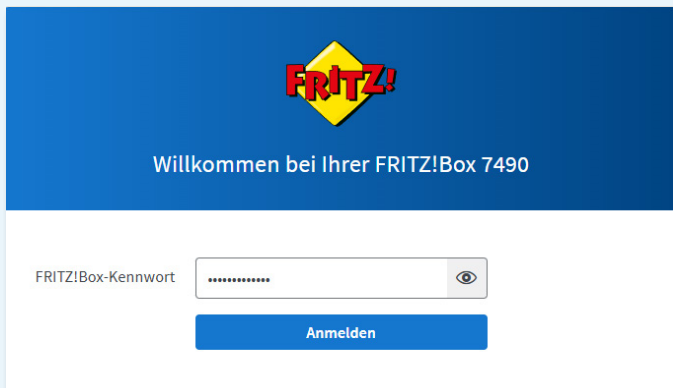 FRITZ!
Willkommen bei Ihrer FRITZ!Box 7490
FRITZ!Box-Kennwort
•••••••••••••
Anmelden